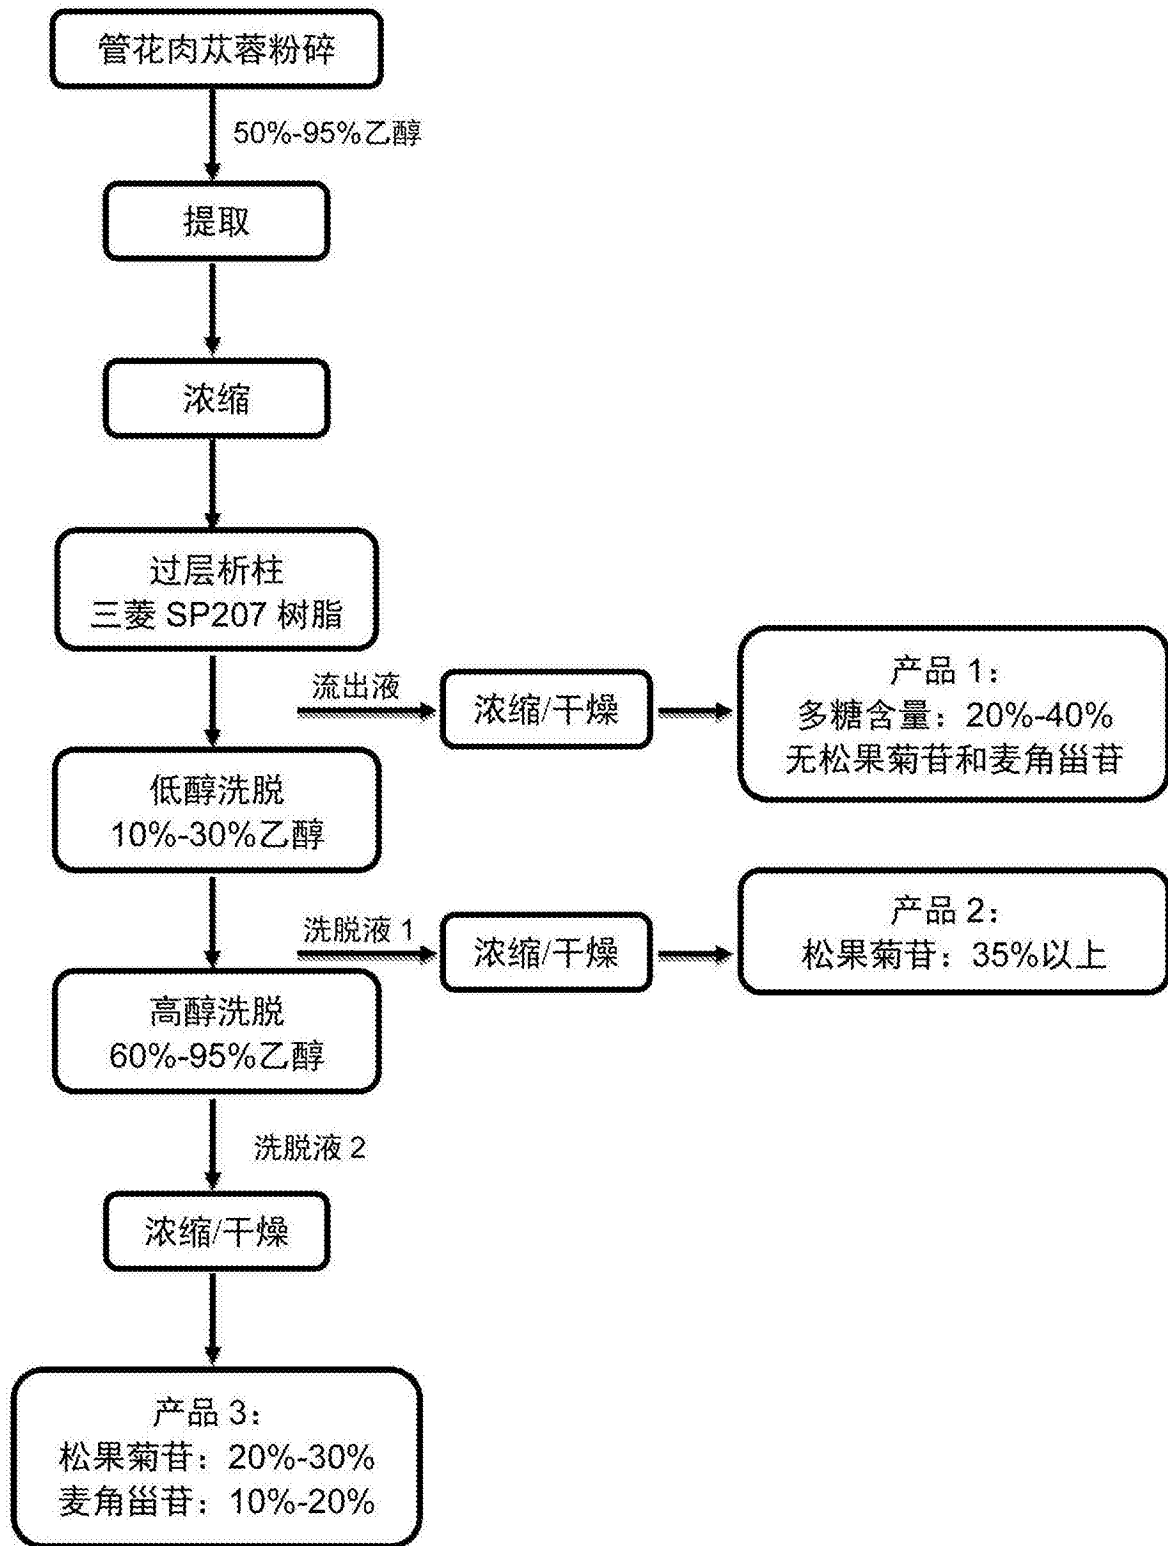 管花肉苁蓉粉碎
50%-95%乙醇
提取
浓缩
过层析柱
三菱 SP207 树脂
流出液
浓缩/干燥
产品 1：
多糖含量：20%-40%
无松果菊苷和麦角甾苷
低醇洗脱
10%-30%乙醇
洗脱液 1
浓缩/干燥
产品 2：
松果菊苷：35%以上
高醇洗脱
60%-95%乙醇
洗脱液 2
浓缩/干燥
产品 3：
松果菊苷：20%-30%
麦角甾苷：10%-20%